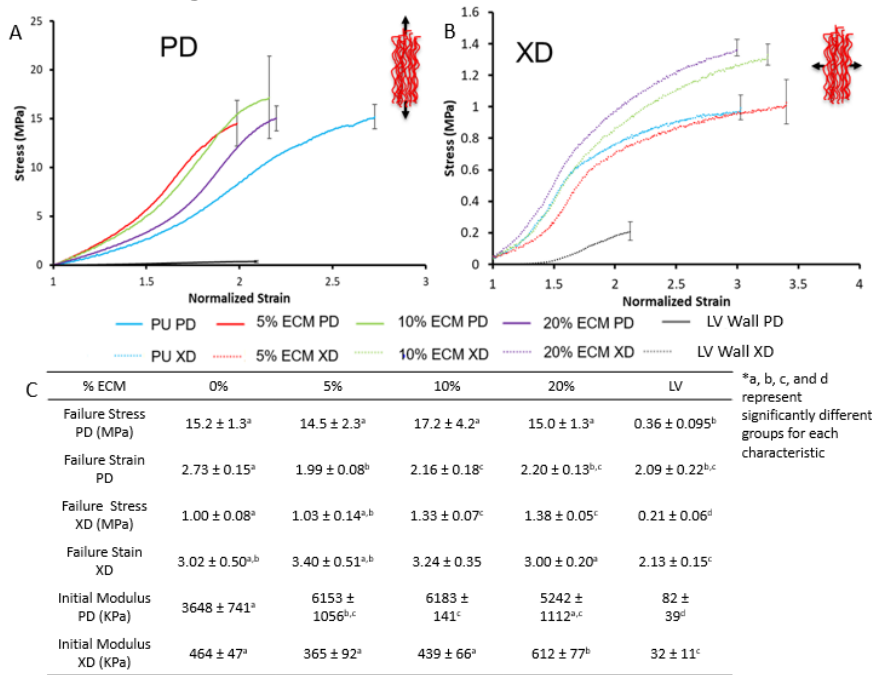 A
PD
25
20
15
10
5
0
Stress (MPa)
1
1.5
2
2.5
3
Normalized Strain
B
XD
1.6
1.4
1.2
1
0.8
0.6
0.4
0.2
0
Stress (MPa)
1
1.5
2
2.5
3
3.5
4
Normalized Strain
PU PD 5% ECM PD 10% ECM PD 20% ECM PD LV Wall PD
PU XD 5% ECM XD 10% ECM XD 20% ECM XD LV Wall XD
C
% ECM 0% 5% 10% 20% LV
Failure Stress
PD (MPa) 15.2 ± 1.3ᵃ 14.5 ± 2.3ᵃ 17.2 ± 4.2ᵃ 15.0 ± 1.3ᵃ 0.36 ± 0.095ᵇ
Failure Strain
PD 2.73 ± 0.15ᵃ 1.99 ± 0.08ᵇ 2.16 ± 0.18ᶜ 2.20 ± 0.13ᵇ,ᶜ 2.09 ± 0.22ᵇ,ᶜ
Failure Stress
XD (MPa) 1.00 ± 0.08ᵃ 1.03 ± 0.14ᵃ,ᵇ 1.33 ± 0.07ᶜ 1.38 ± 0.05ᶜ 0.21 ± 0.06ᵈ
Failure Stain
XD 3.02 ± 0.50ᵃ,ᵇ 3.40 ± 0.51ᵃ,ᵇ 3.24 ± 0.35 3.00 ± 0.20ᵃ 2.13 ± 0.15ᶜ
Initial Modulus 6153 ± 6183 ± 5242 ± 82 ±
PD (KPa) 3648 ± 741ᵃ 1056ᵇ,ᶜ 141ᶜ 1112ᵃ,ᶜ 39ᵈ
Initial Modulus
XD (KPa) 464 ± 47ᵃ 365 ± 92ᵃ 439 ± 66ᵃ 612 ± 77ᵇ 32 ± 11ᶜ
*a, b, c, and d
represent
significantly different
groups for each
characteristic